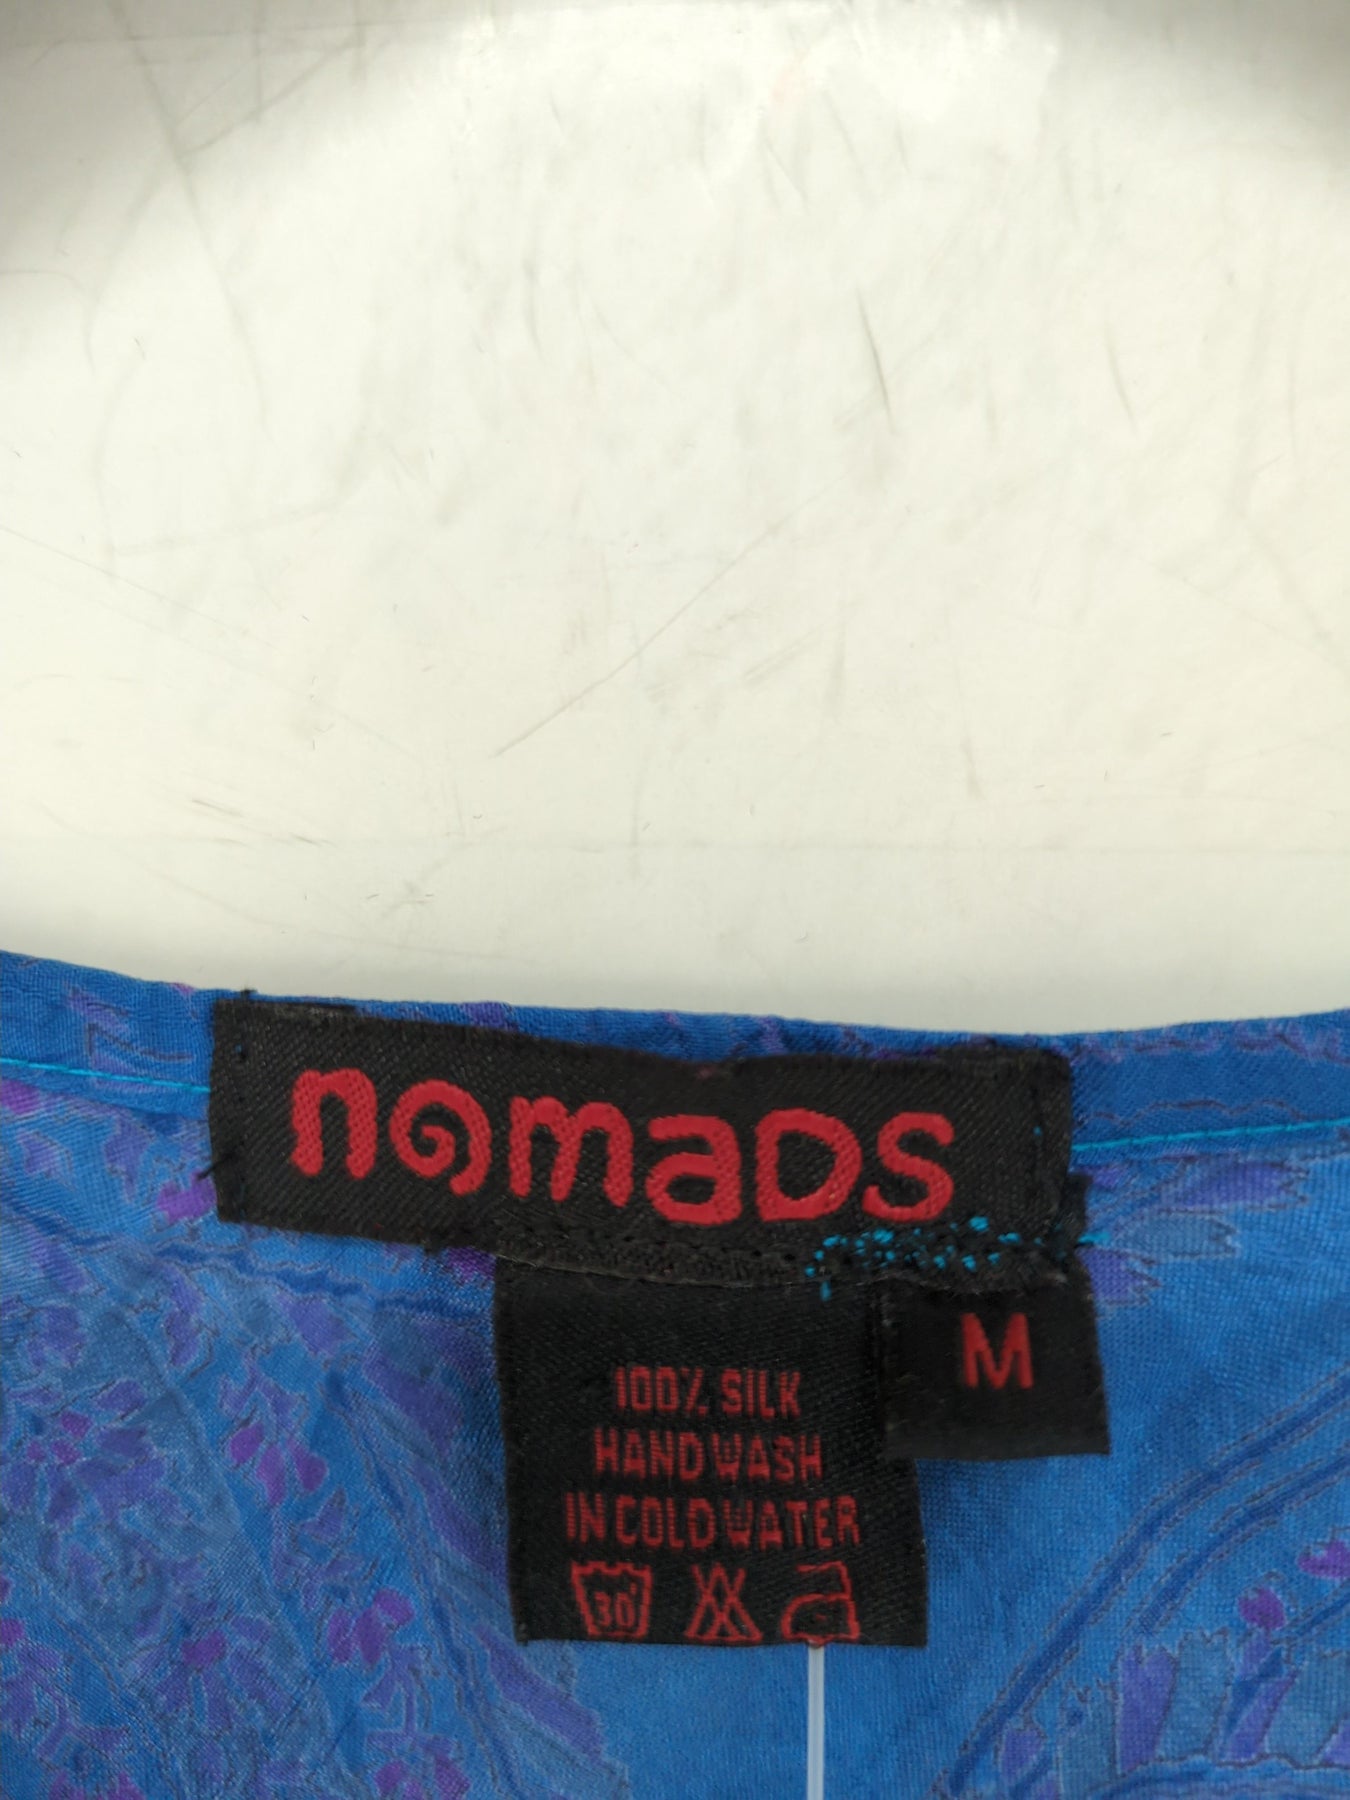 nomaDs
M
100% SILK
HAND WASH
IN COLD WATER
30°